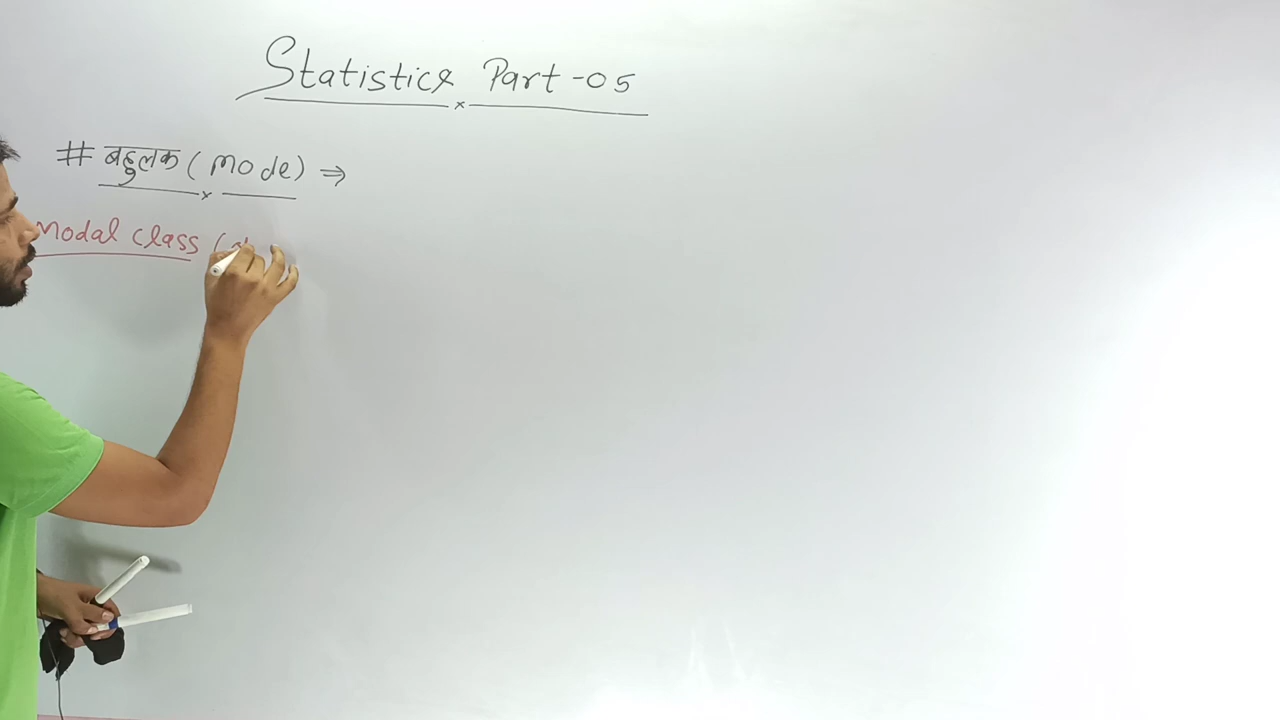 Statistics Part-05
# बहुलक (Mode) ⇒
Modal class (